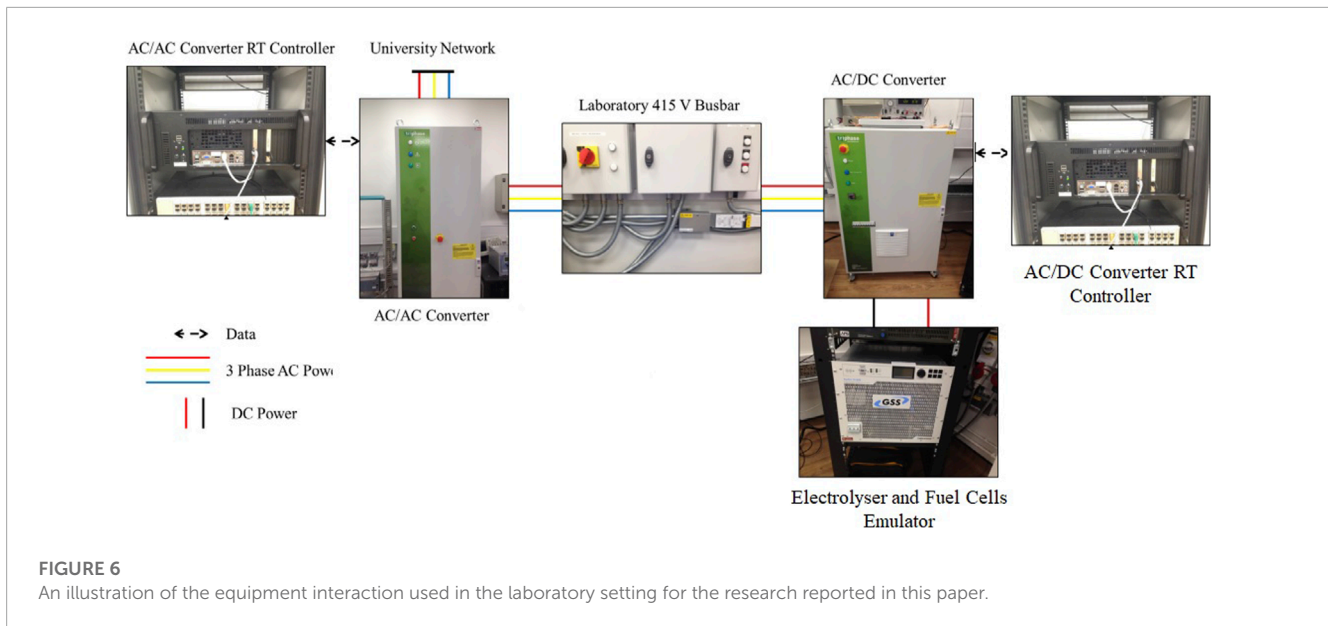 AC/AC Converter RT Controller
University Network
Laboratory 415 V Busbar
AC/DC Converter
AC/AC Converter
AC/DC Converter RT
Controller
Data
3 Phase AC Powe
DC Power
GSS
Electrolyser and Fuel Cells
Emulator
FIGURE 6
An illustration of the equipment interaction used in the laboratory setting for the research reported in this paper.